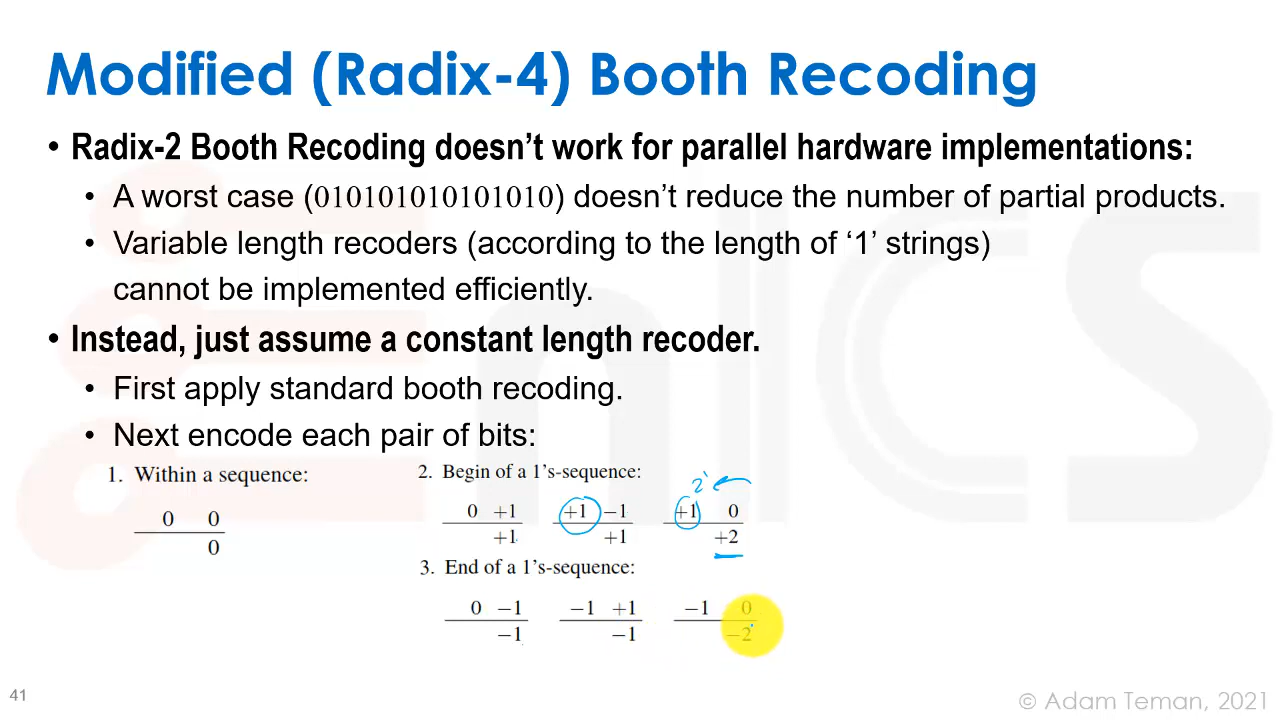 Modified (Radix-4) Booth Recoding
• Radix-2 Booth Recoding doesn’t work for parallel hardware implementations:
• A worst case (010101010101010) doesn’t reduce the number of partial products.
• Variable length recoders (according to the length of ‘1’ strings)
cannot be implemented efficiently.
• Instead, just assume a constant length recoder.
• First apply standard booth recoding.
• Next encode each pair of bits:
1. Within a sequence:
0 0
0
2. Begin of a 1’s-sequence:
2¹
0 +1 +1 −1 +1 0
+1 +1 +2
3. End of a 1’s-sequence:
0 −1 −1 +1 −1 0
−1 −1 −2
41
© Adam Teman, 2021
EnICS